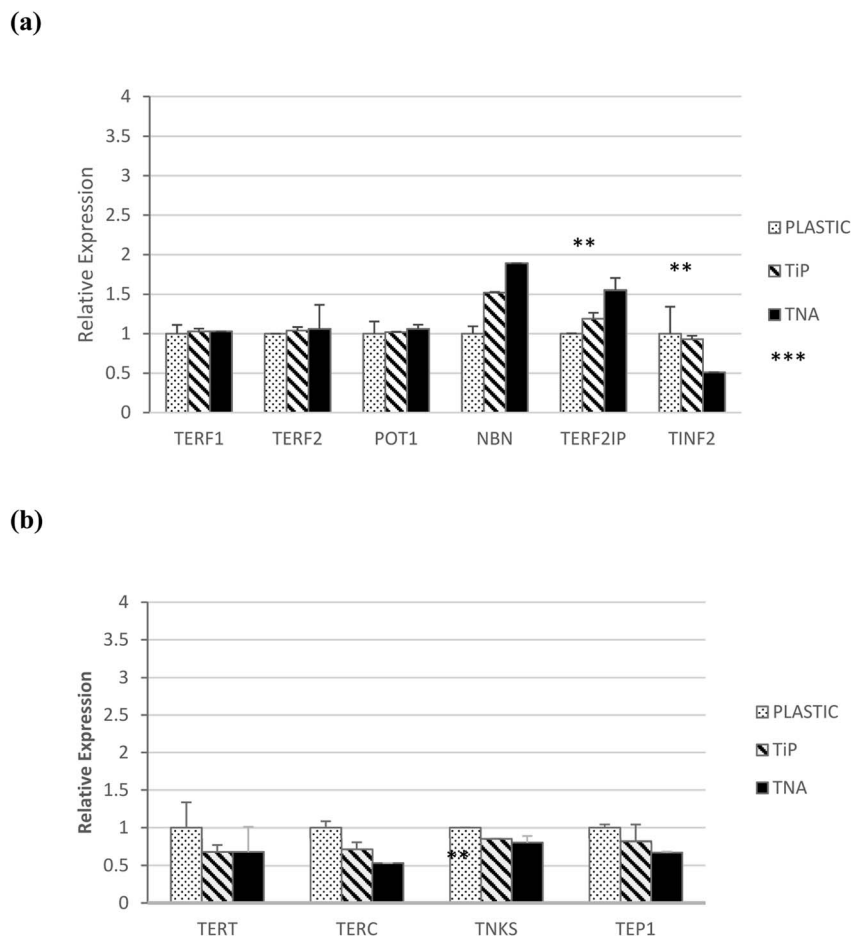 (a)
4
3.5
3
2.5
2
1.5
1
0.5
0
Relative Expression
**
**
TERF1 TERF2 POT1 NBN TERF2IP TINF2
PLASTIC
TiP
TNA
***
(b)
4
3.5
3
2.5
2
1.5
1
0.5
0
Relative Expression
**
TERT TERC TNKS TEP1
PLASTIC
TiP
TNA